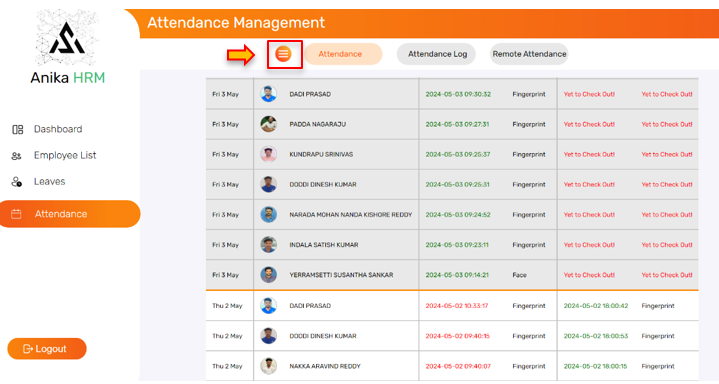 Attendance Management
Anika HRM
Attendance
Attendance Log
Remote Attendance
Dashboard
Employee List
Leaves
Attendance
Logout
Fri 3 May DADI PRASAD 2024-05-03 09:30:32 Fingerprint Yet to Check Out! Yet to Check Out!
Fri 3 May PADDA NAGARAJU 2024-05-03 09:27:31 Fingerprint Yet to Check Out! Yet to Check Out!
Fri 3 May KUNDRAPU SRINIVAS 2024-05-03 09:25:37 Fingerprint Yet to Check Out! Yet to Check Out!
Fri 3 May DODDI DINESH KUMAR 2024-05-03 09:25:31 Fingerprint Yet to Check Out! Yet to Check Out!
Fri 3 May NARADA MOHAN NANDA KISHORE REDDY 2024-05-03 09:24:52 Fingerprint Yet to Check Out! Yet to Check Out!
Fri 3 May INDALA SATISH KUMAR 2024-05-03 09:23:11 Fingerprint Yet to Check Out! Yet to Check Out!
Fri 3 May YERRAMSETTI SUSANTHA SANKAR 2024-05-03 09:14:21 Face Yet to Check Out! Yet to Check Out!
Thu 2 May DADI PRASAD 2024-05-02 10:33:17 Fingerprint 2024-05-02 18:00:42 Fingerprint
Thu 2 May DODDI DINESH KUMAR 2024-05-02 09:40:15 Fingerprint 2024-05-02 18:00:53 Fingerprint
Thu 2 May NAKKA ARAVIND REDDY 2024-05-02 09:40:07 Fingerprint 2024-05-02 18:00:15 Fingerprint